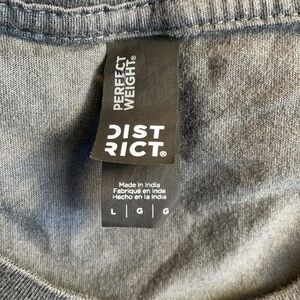 PERFECT
WEIGHT®
DIST
RICT®
Made in India
Fabriqué en Inde
Hecho en la India
L | G | G